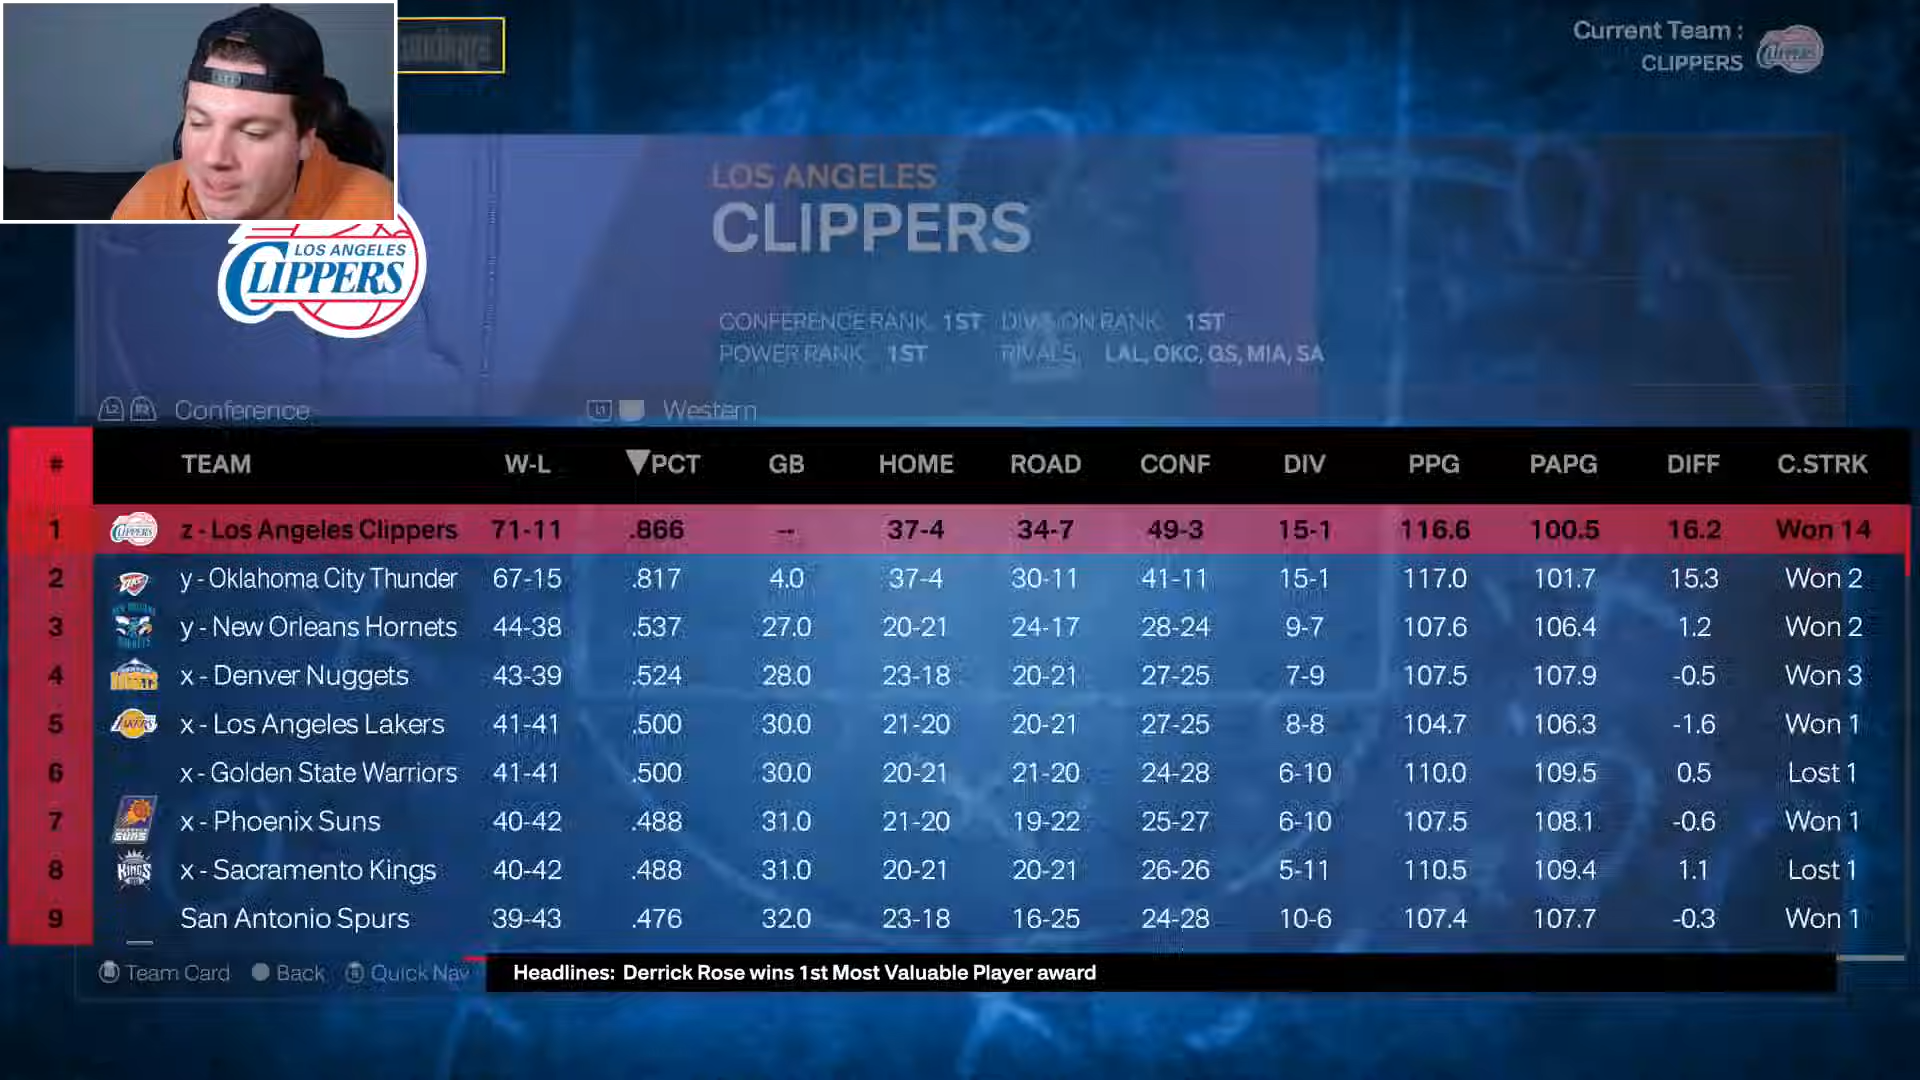 Current Team :
CLIPPERS
LOS ANGELES
CLIPPERS
LOS ANGELES
CLIPPERS
CONFERENCE RANK 1ST DIVISION RANK 1ST
POWER RANK 1ST RIVALS LAL, OKC, GS, MIA, SA
L2 R2 Conference L1 Western
# TEAM W-L ▼PCT GB HOME ROAD CONF DIV PPG PAPG DIFF C.STRK
1 z - Los Angeles Clippers 71-11 .866 -- 37-4 34-7 49-3 15-1 116.6 100.5 16.2 Won 14
2 y - Oklahoma City Thunder 67-15 .817 4.0 37-4 30-11 41-11 15-1 117.0 101.7 15.3 Won 2
3 y - New Orleans Hornets 44-38 .537 27.0 20-21 24-17 28-24 9-7 107.6 106.4 1.2 Won 2
4 x - Denver Nuggets 43-39 .524 28.0 23-18 20-21 27-25 7-9 107.5 107.9 -0.5 Won 3
5 x - Los Angeles Lakers 41-41 .500 30.0 21-20 20-21 27-25 8-8 104.7 106.3 -1.6 Won 1
6 x - Golden State Warriors 41-41 .500 30.0 20-21 21-20 24-28 6-10 110.0 109.5 0.5 Lost 1
7 x - Phoenix Suns 40-42 .488 31.0 21-20 19-22 25-27 6-10 107.5 108.1 -0.6 Won 1
8 x - Sacramento Kings 40-42 .488 31.0 20-21 20-21 26-26 5-11 110.5 109.4 1.1 Lost 1
9 San Antonio Spurs 39-43 .476 32.0 23-18 16-25 24-28 10-6 107.4 107.7 -0.3 Won 1
Team Card Back Quick Nav
Headlines: Derrick Rose wins 1st Most Valuable Player award